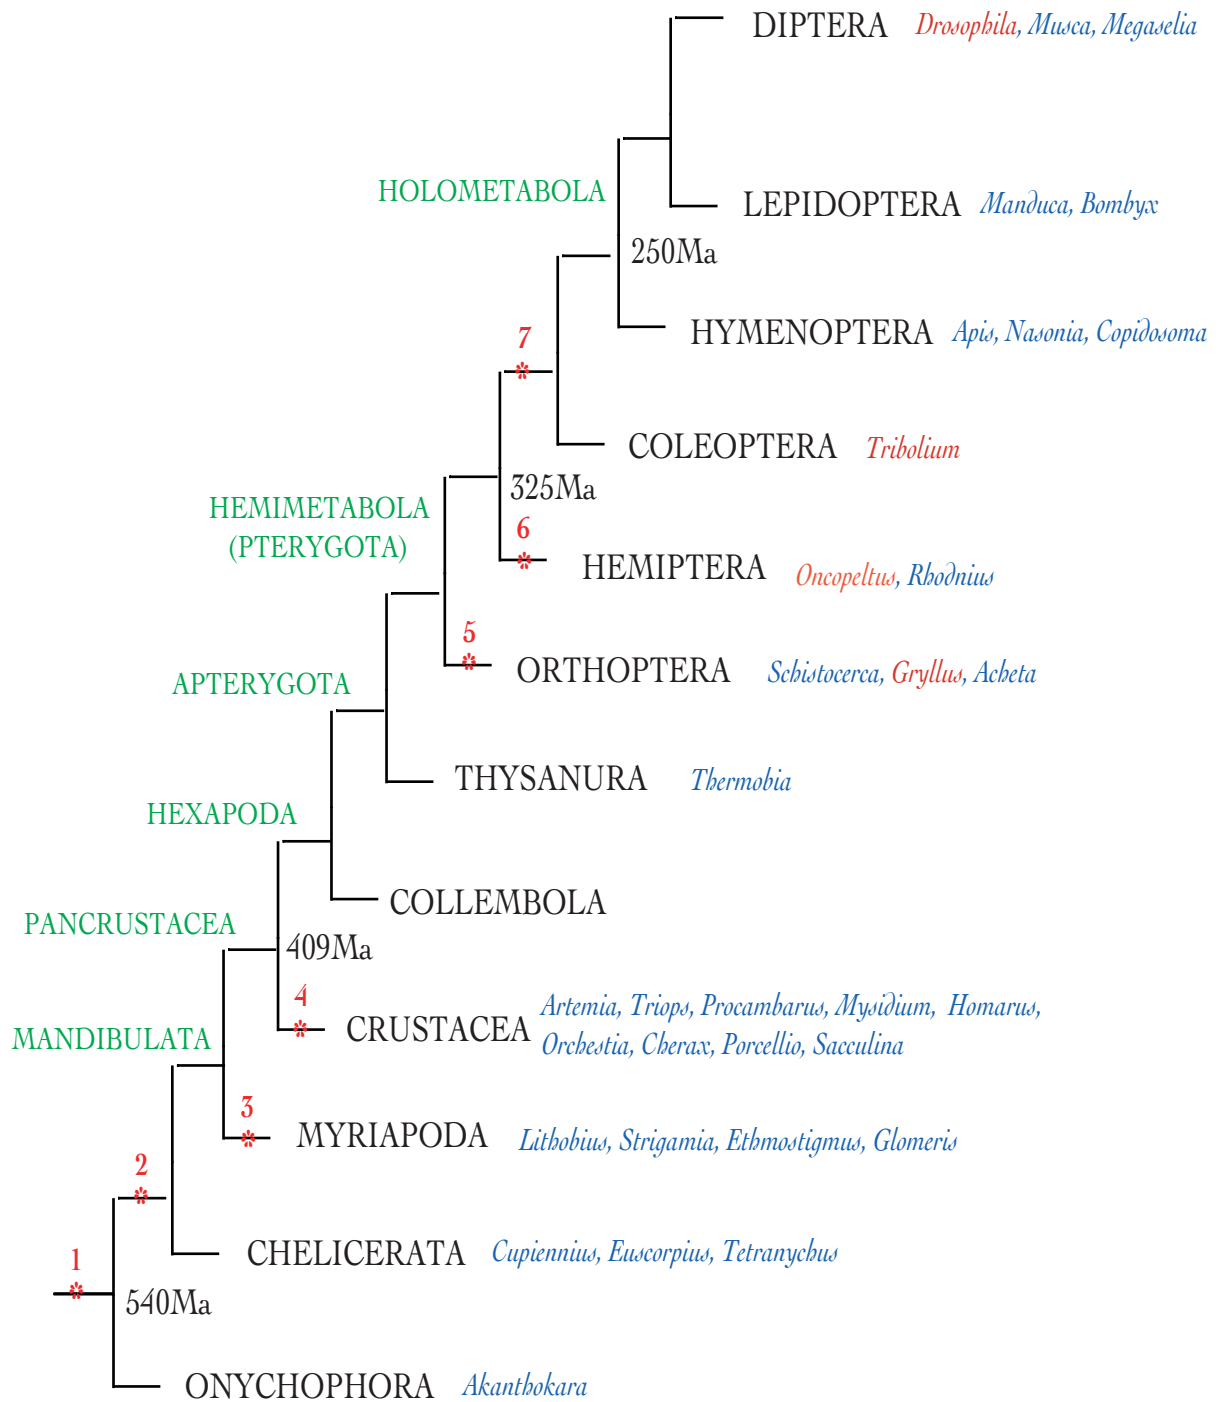 DIPTERA Drosophila, Musca, Megaselia
HOLOMETABOLA
LEPIDOPTERA Manduca, Bombyx
250Ma
HYMENOPTERA Apis, Nasonia, Copidosoma
7
COLEOPTERA Tribolium
325Ma
HEMIMETABOLA
(PTERYGOTA)
6
HEMIPTERA Oncopeltus, Rhodnius
5
ORTHOPTERA Schistocerca, Gryllus, Acheta
APTERYGOTA
THYSANURA Thermobia
HEXAPODA
COLLEMBOLA
PANCRUSTACEA
409Ma
4
CRUSTACEA Artemia, Triops, Procambarus, Mysidium, Homarus,
Orchestia, Cherax, Porcellio, Sacculina
MANDIBULATA
3
MYRIAPODA Lithobius, Strigamia, Ethmostigmus, Glomeris
2
CHELICERATA Cupiennius, Euscorpius, Tetranychus
1
540Ma
ONYCHOPHORA Akanthokara